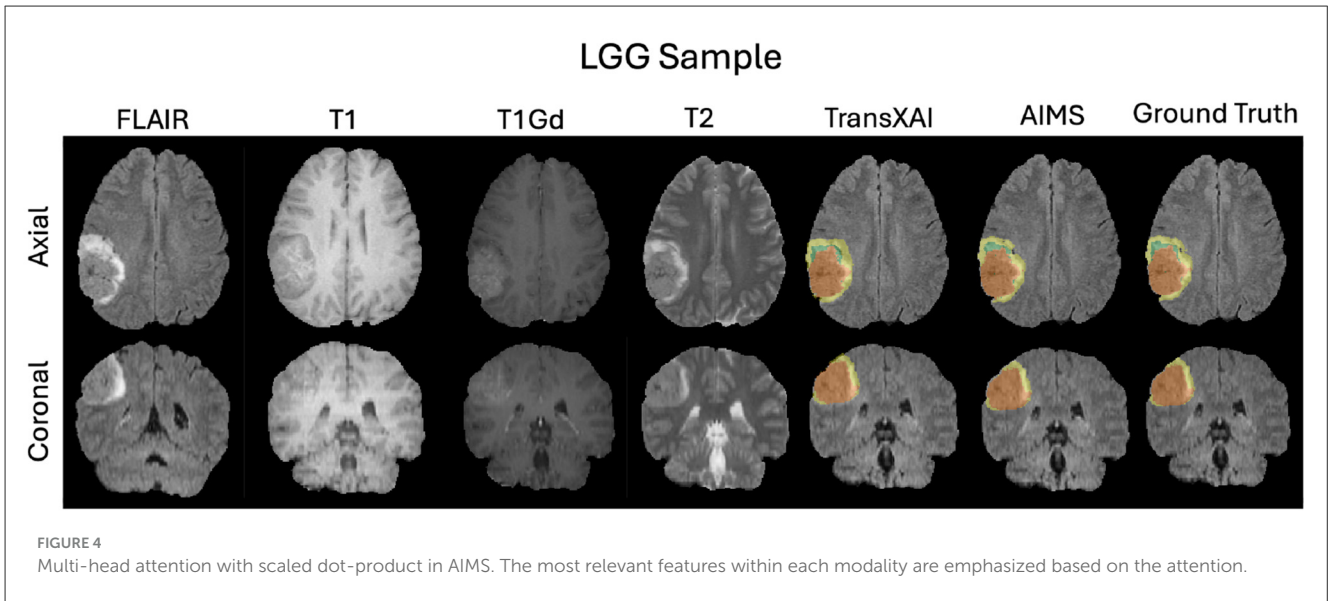 LGG Sample
FLAIR T1 T1Gd T2 TransXAI AIMS Ground Truth
Axial
Coronal
FIGURE 4
Multi-head attention with scaled dot-product in AIMS. The most relevant features within each modality are emphasized based on the attention.